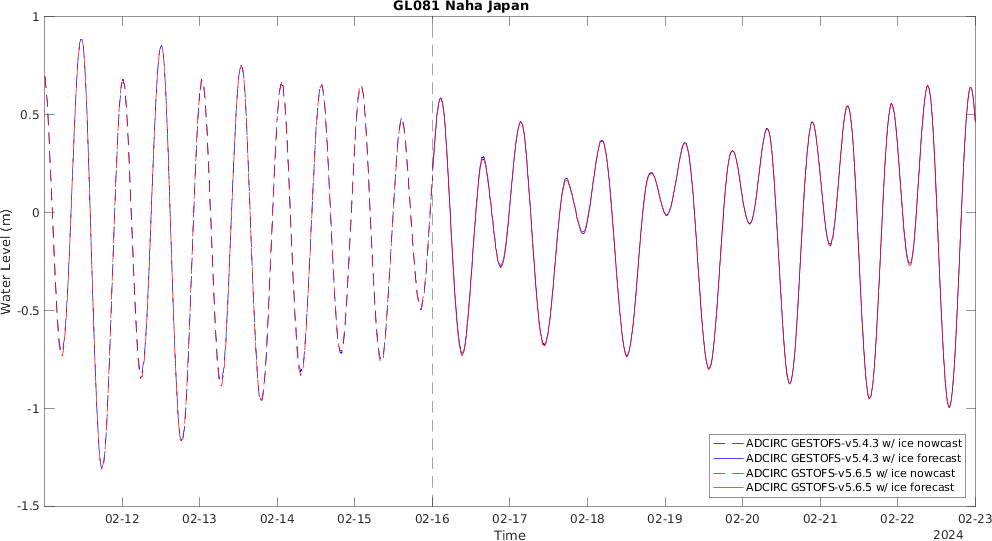 GL081 Naha Japan
1
0.5
0
-0.5
-1
-1.5
Water Level (m)
ADCIRC GESTOFS-v5.4.3 w/ ice nowcast
ADCIRC GESTOFS-v5.4.3 w/ ice forecast
ADCIRC GSTOFS-v5.6.5 w/ ice nowcast
ADCIRC GSTOFS-v5.6.5 w/ ice forecast
02-12 02-13 02-14 02-15 02-16 02-17 02-18 02-19 02-20 02-21 02-22 02-23
Time
2024